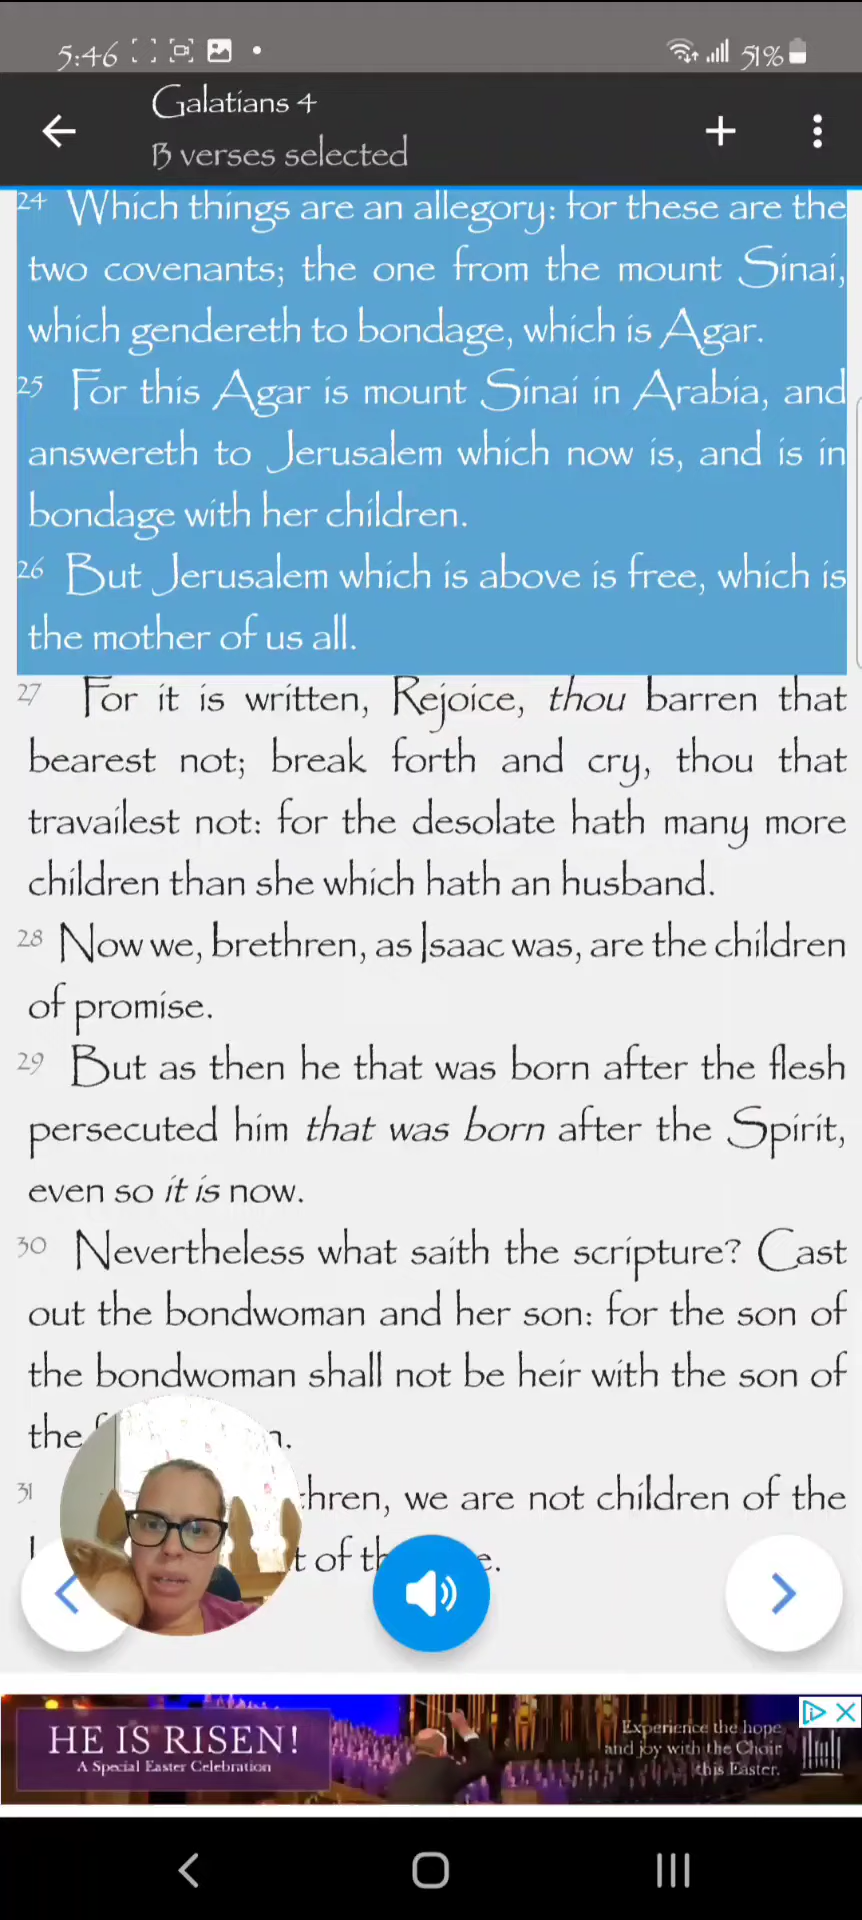 5:46
51%
Galatians 4
13 verses selected
24 Which things are an allegory: for these are the
two covenants; the one from the mount Sinai,
which gendereth to bondage, which is Agar.
25 For this Agar is mount Sinai in Arabia, and
answereth to Jerusalem which now is, and is in
bondage with her children.
26 But Jerusalem which is above is free, which is
the mother of us all.
27 For it is written, Rejoice, thou barren that
bearest not; break forth and cry, thou that
travailest not: for the desolate hath many more
children than she which hath an husband.
28 Now we, brethren, as Isaac was, are the children
of promise.
29 But as then he that was born after the flesh
persecuted him that was born after the Spirit,
even so it is now.
30 Nevertheless what saith the scripture? Cast
out the bondwoman and her son: for the son of
the bondwoman shall not be heir with the son of
the
31 we are not children of the
of
HE IS RISEN!
A Special Easter Celebration
Experience the hope
and joy with the Choir
this Easter.